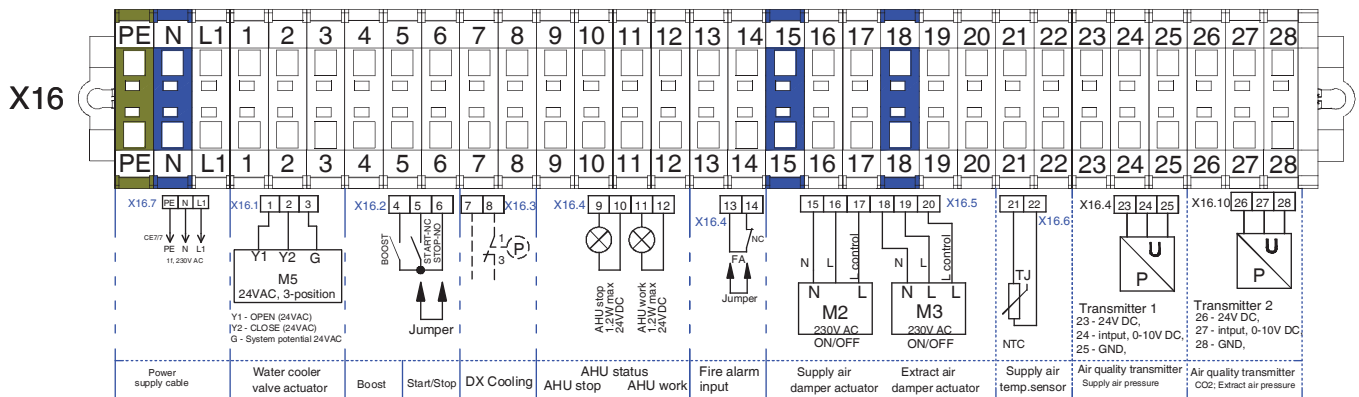 PE N L1 1 2 3 4 5 6 7 8 9 10 11 12 13 14 15 16 17 18 19 20 21 22 23 24 25 26 27 28
X16
PE N L1 1 2 3 4 5 6 7 8 9 10 11 12 13 14 15 16 17 18 19 20 21 22 23 24 25 26 27 28
X16.7 PE N L1
CE7/7
PE N L1
1f, 230V AC
X16.1 1 2 3
Y1 Y2 G
M5
24VAC, 3-position
Y1 - OPEN (24VAC)
Y2 - CLOSE (24VAC)
G - System potential 24VAC
X16.2 4 5 6
BOOST
START-NC
STOP-NO
Jumper
7 8 X16.3
1
3
P
X16.4 9 10 11 12
AHU stop
1.2W max
24VDC
AHU work
1.2W max
24VDC
13 14
X16.4
NC
FA
Jumper
15 16 17 18 19 20 X16.5
N L L control
N L
M2
230V AC
ON/OFF
N L L control
N L L
M3
230V AC
ON/OFF
21 22
X16.6
TJ
NTC
X16.4 23 24 25
U
P
Transmitter 1
23 - 24V DC,
24 - intput, 0-10V DC,
25 - GND,
X16.10 26 27 28
U
P
Transmitter 2
26 - 24V DC,
27 - intput, 0-10V DC
28 - GND,
Power
supply cable
Water cooler
valve actuator
Boost
Start/Stop
DX Cooling
AHU status
AHU stop AHU work
Fire alarm
input
Supply air
damper actuator
Extract air
damper actuator
Supply air
temp.sensor
Air quality transmitter
Supply air pressure
Air quality transmitter
CO2; Extract air pressure